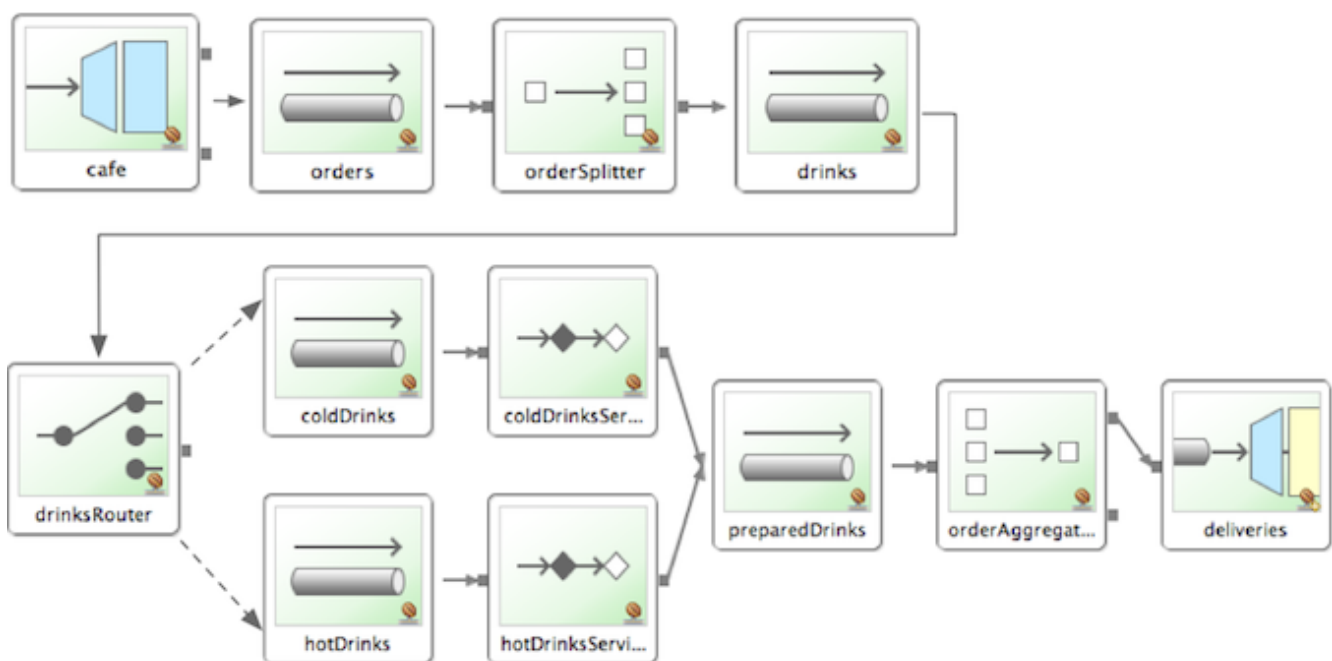 cafe
orders
orderSplitter
drinks
drinksRouter
coldDrinks
coldDrinksSer...
hotDrinks
hotDrinksServi...
preparedDrinks
orderAggregat...
deliveries